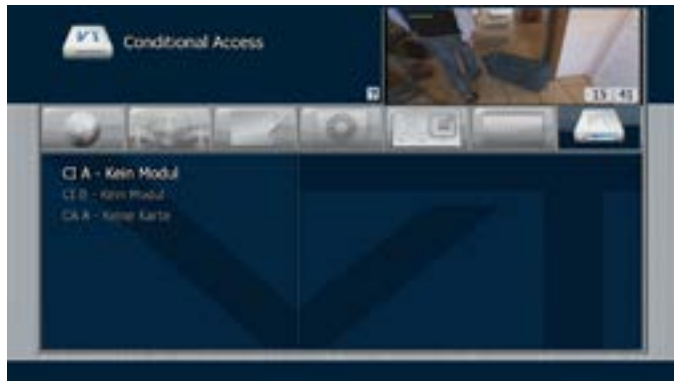 Conditional Access
15:41
CI A - Kein Modul
CI B - Kein Modul
CA A - Keine Karte